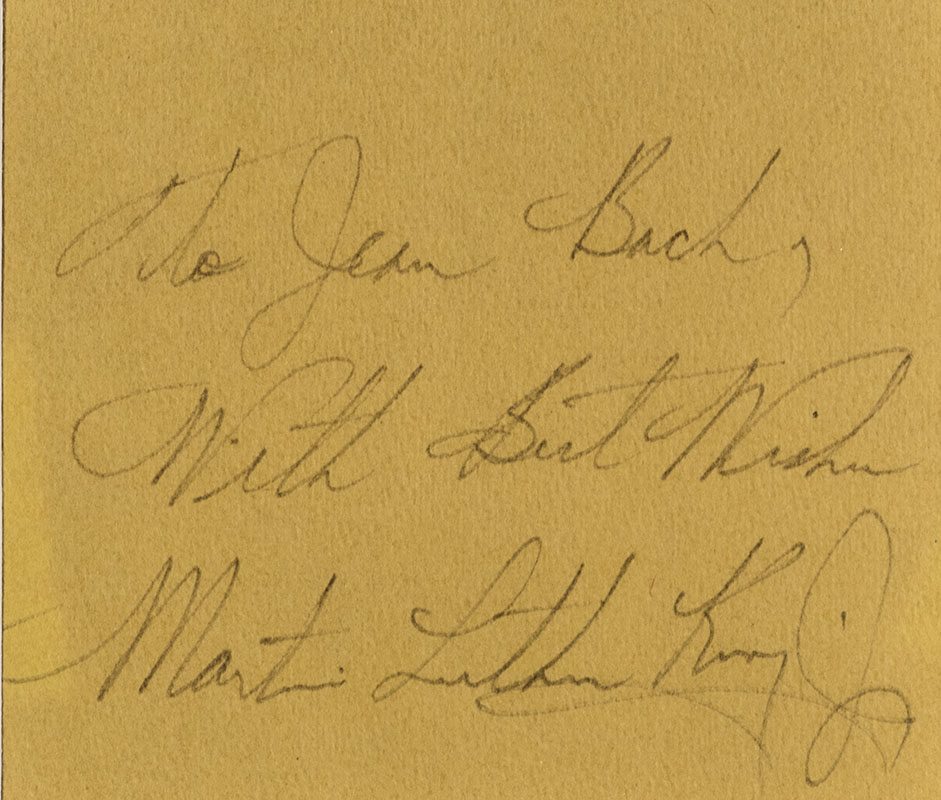 To Jean Bach,
With Best Wishes
Martin Luther King Jr.